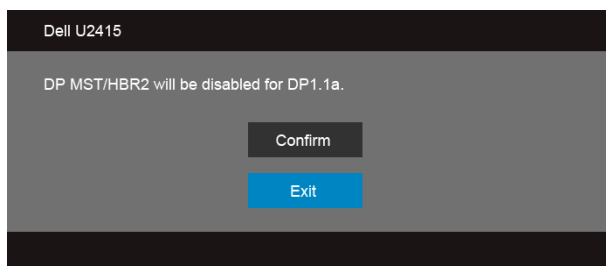 Dell U2415
DP MST/HBR2 will be disabled for DP1.1a.
Confirm
Exit